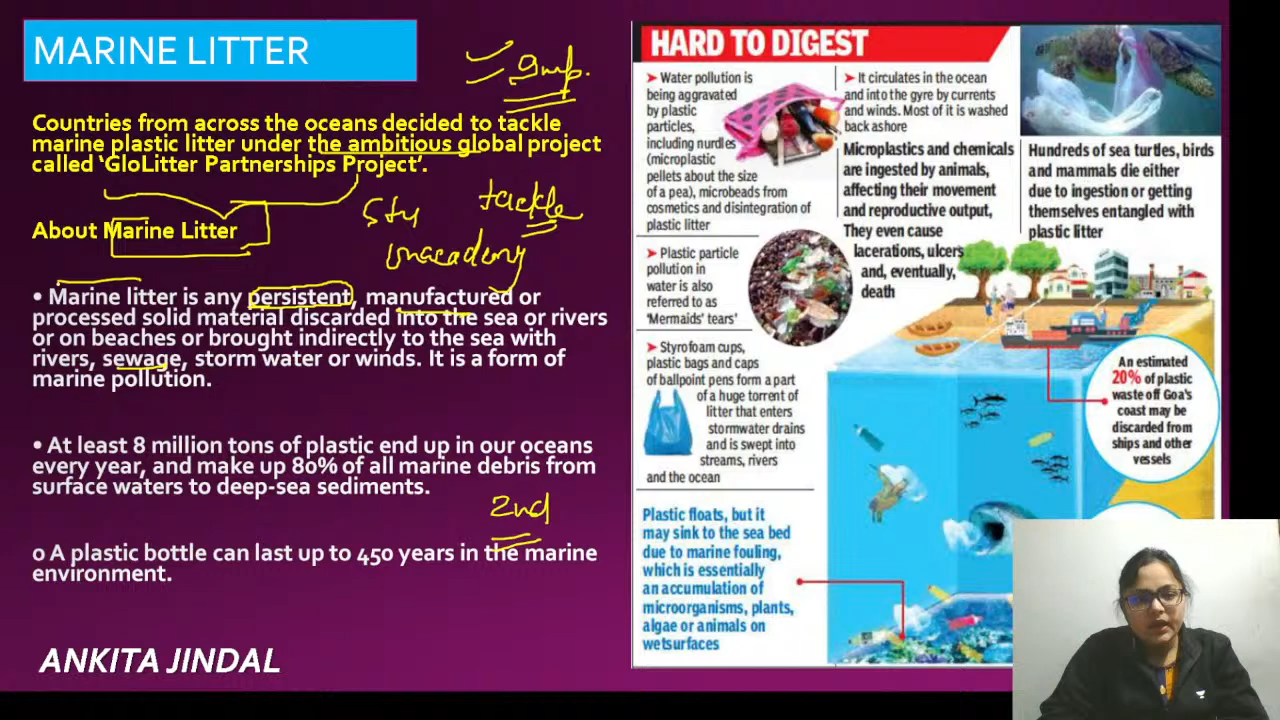 MARINE LITTER
Countries from across the oceans decided to tackle
marine plastic litter under the ambitious global project
called ‘GloLitter Partnerships Project’.
tackle
unacademy
About Marine Litter
• Marine litter is any persistent, manufactured or
processed solid material discarded into the sea or rivers
or on beaches or brought indirectly to the sea with
rivers, sewage, storm water or winds. It is a form of
marine pollution.
• At least 8 million tons of plastic end up in our oceans
every year, and make up 80% of all marine debris from
surface waters to deep-sea sediments.
2nd
o A plastic bottle can last up to 450 years in the marine
environment.
ANKITA JINDAL
HARD TO DIGEST
➤ Water pollution is
being aggravated
by plastic
particles,
including nurdles
(microplastic
pellets about the size
of a pea), microbeads from
cosmetics and disintegration of
plastic litter
➤ Plastic particle
pollution in
water is also
referred to as
‘Mermaids’ tears’
➤ Styrofoam cups,
plastic bags and caps
of ballpoint pens form a part
of a huge torrent of
litter that enters
stormwater drains
and is swept into
streams, rivers
and the ocean
Plastic floats, but it
may sink to the sea bed
due to marine fouling,
which is essentially
an accumulation of
microorganisms, plants,
algae or animals on
wetsurfaces
➤ It circulates in the ocean
and into the gyre by currents
and winds. Most of it is washed
back ashore
Microplastics and chemicals
are ingested by animals,
affecting their movement
and reproductive output,
They even cause
lacerations, ulcers
and, eventually,
death
Hundreds of sea turtles, birds
and mammals die either
due to ingestion or getting
themselves entangled with
plastic litter
An estimated
20% of plastic
waste off Goa's
coast may be
discarded from
ships and other
vessels